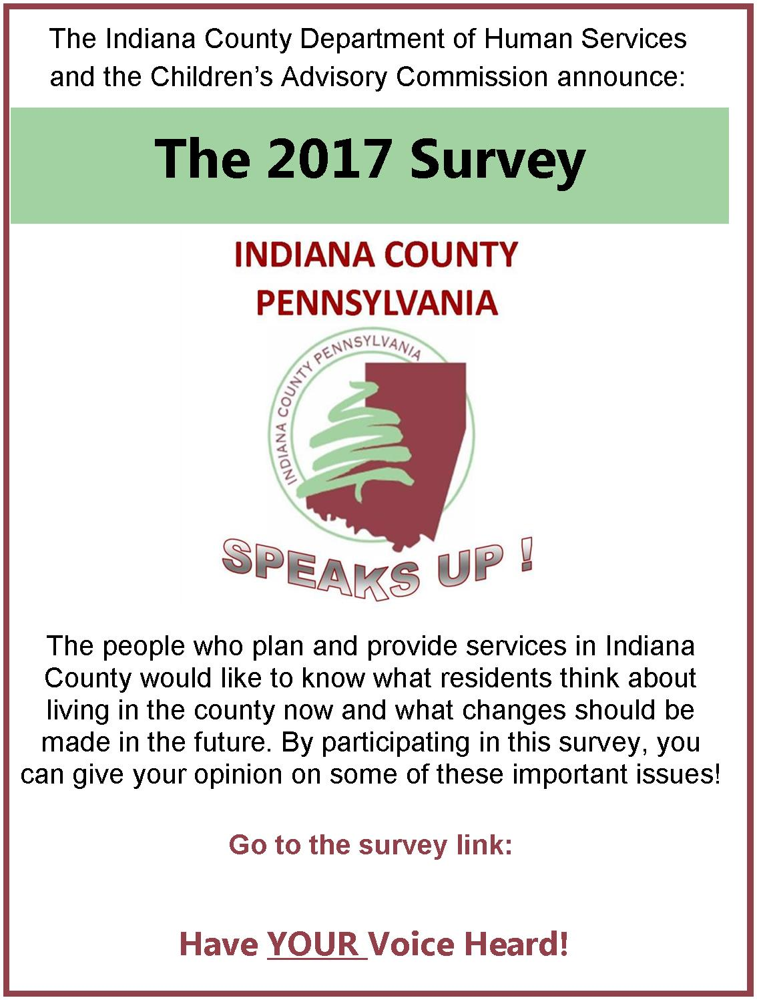 The Indiana County Department of Human Services
and the Children’s Advisory Commission announce:
The 2017 Survey
INDIANA COUNTY
PENNSYLVANIA
INDIANA COUNTY PENNSYLVANIA
SPEAKS UP !
The people who plan and provide services in Indiana
County would like to know what residents think about
living in the county now and what changes should be
made in the future. By participating in this survey, you
can give your opinion on some of these important issues!
Go to the survey link:
Have YOUR Voice Heard!